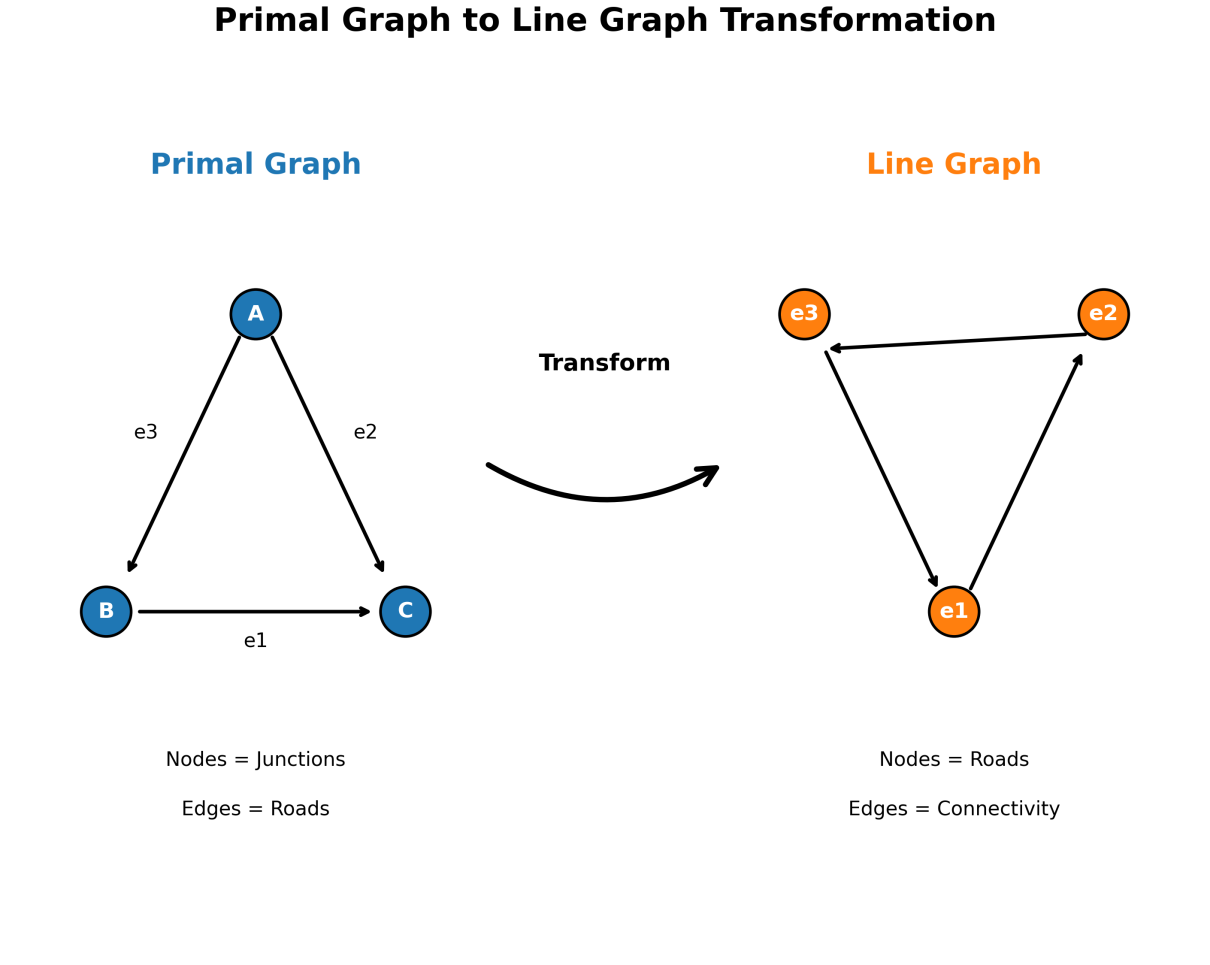 Primal Graph to Line Graph Transformation
Primal Graph
Line Graph
A
e3
e2
B
C
e1
Transform
e3
e2
e1
Nodes = Junctions
Edges = Roads
Nodes = Roads
Edges = Connectivity